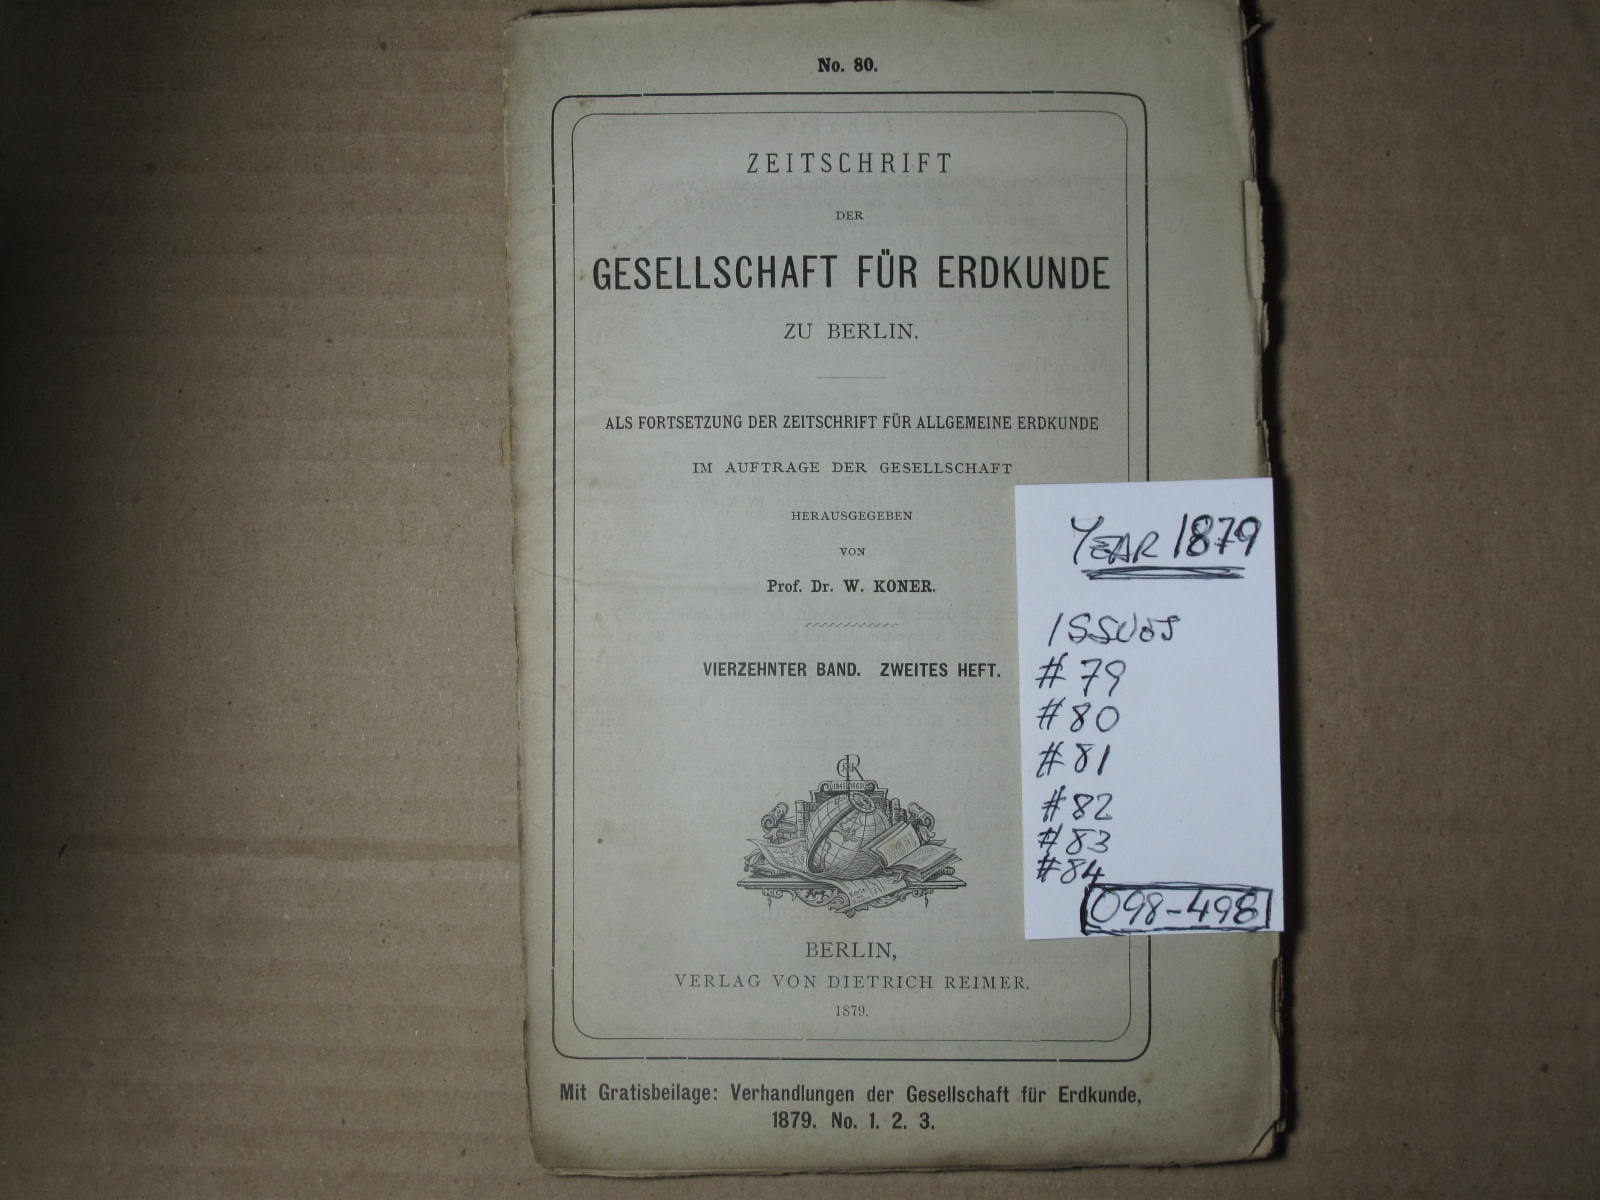 No. 80.
ZEITSCHRIFT
DER
GESELLSCHAFT FÜR ERDKUNDE
ZU BERLIN.
ALS FORTSETZUNG DER ZEITSCHRIFT FÜR ALLGEMEINE ERDKUNDE
IM AUFTRAGE DER GESELLSCHAFT
HERAUSGEGEBEN
VON
Prof. Dr. W. KONER.
VIERZEHNTER BAND. ZWEITES HEFT.
BERLIN,
VERLAG VON DIETRICH REIMER.
1879.
Mit Gratisbeilage: Verhandlungen der Gesellschaft für Erdkunde,
1879. No. 1. 2. 3.
YEAR 1879
ISSUES
#79
#80
#81
#82
#83
#84
098-498